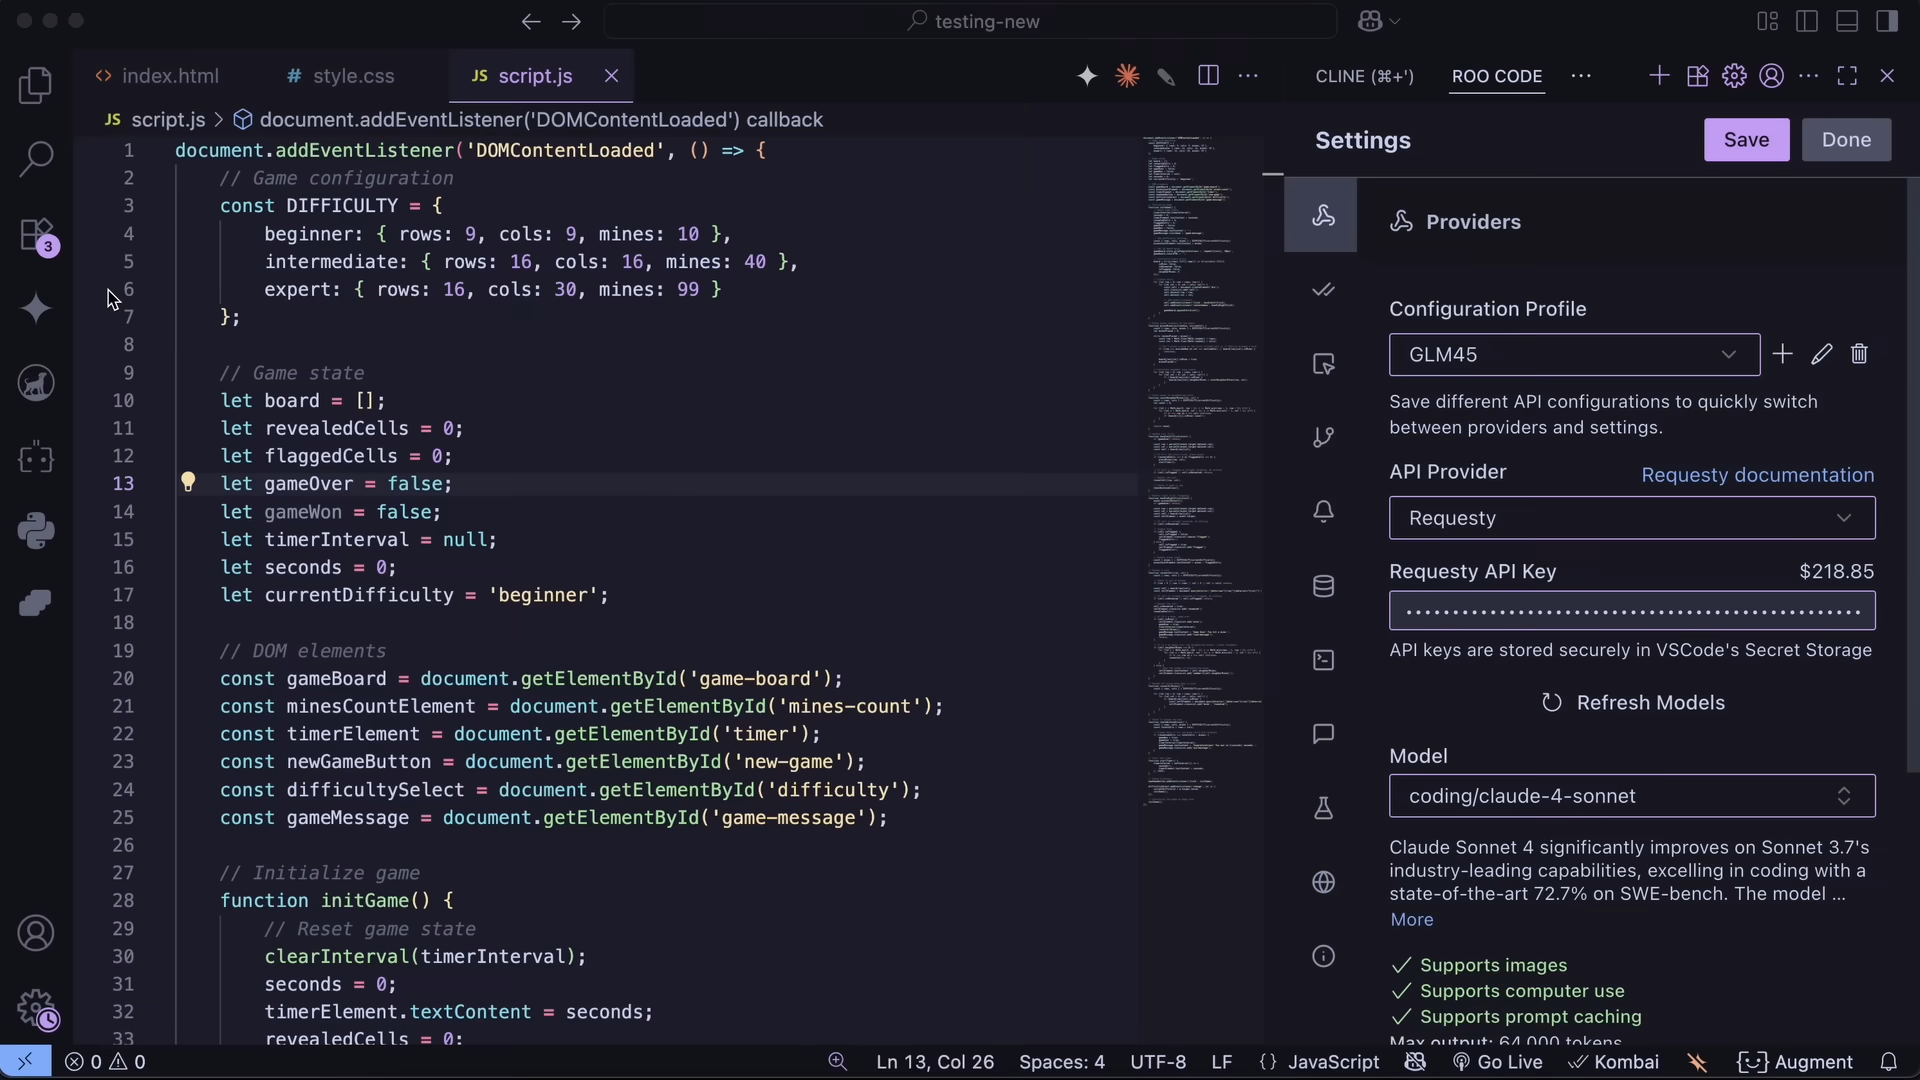 testing-new
index.html
# style.css
JS script.js
CLINE (⌘+')
ROO CODE
JS script.js > document.addEventListener('DOMContentLoaded') callback
1 document.addEventListener('DOMContentLoaded', () => {
2 // Game configuration
3 const DIFFICULTY = {
4 beginner: { rows: 9, cols: 9, mines: 10 },
5 intermediate: { rows: 16, cols: 16, mines: 40 },
6 expert: { rows: 16, cols: 30, mines: 99 }
7 };
8
9 // Game state
10 let board = [];
11 let revealedCells = 0;
12 let flaggedCells = 0;
13 let gameOver = false;
14 let gameWon = false;
15 let timerInterval = null;
16 let seconds = 0;
17 let currentDifficulty = 'beginner';
18
19 // DOM elements
20 const gameBoard = document.getElementById('game-board');
21 const minesCountElement = document.getElementById('mines-count');
22 const timerElement = document.getElementById('timer');
23 const newGameButton = document.getElementById('new-game');
24 const difficultySelect = document.getElementById('difficulty');
25 const gameMessage = document.getElementById('game-message');
26
27 // Initialize game
28 function initGame() {
29 // Reset game state
30 clearInterval(timerInterval);
31 seconds = 0;
32 timerElement.textContent = seconds;
33 revealedCells = 0;
3
Settings
Save
Done
Providers
Configuration Profile
GLM45
Save different API configurations to quickly switch
between providers and settings.
API Provider
Requesty documentation
Requesty
Requesty API Key
$218.85
API keys are stored securely in VSCode's Secret Storage
Refresh Models
Model
coding/claude-4-sonnet
Claude Sonnet 4 significantly improves on Sonnet 3.7's
industry-leading capabilities, excelling in coding with a
state-of-the-art 72.7% on SWE-bench. The model ...
More
Supports images
Supports computer use
Supports prompt caching
Max output: 64,000 tokens
0 0
Ln 13, Col 26
Spaces: 4
UTF-8
LF
{} JavaScript
Go Live
Kombai
Augment